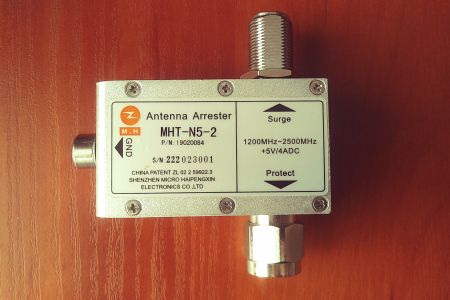 Antenna Arrester
M.H
MHT-N5-2
P/N:19020084
GND
S/N:222023001
CHINA PATENT ZL 02 2 59922.3
SHENZHEN MICRO HAIPENGXIN
ELECTRONICS CO.,LTD
Surge
1200MHz-2500MHz
+5V/4ADC
Protect